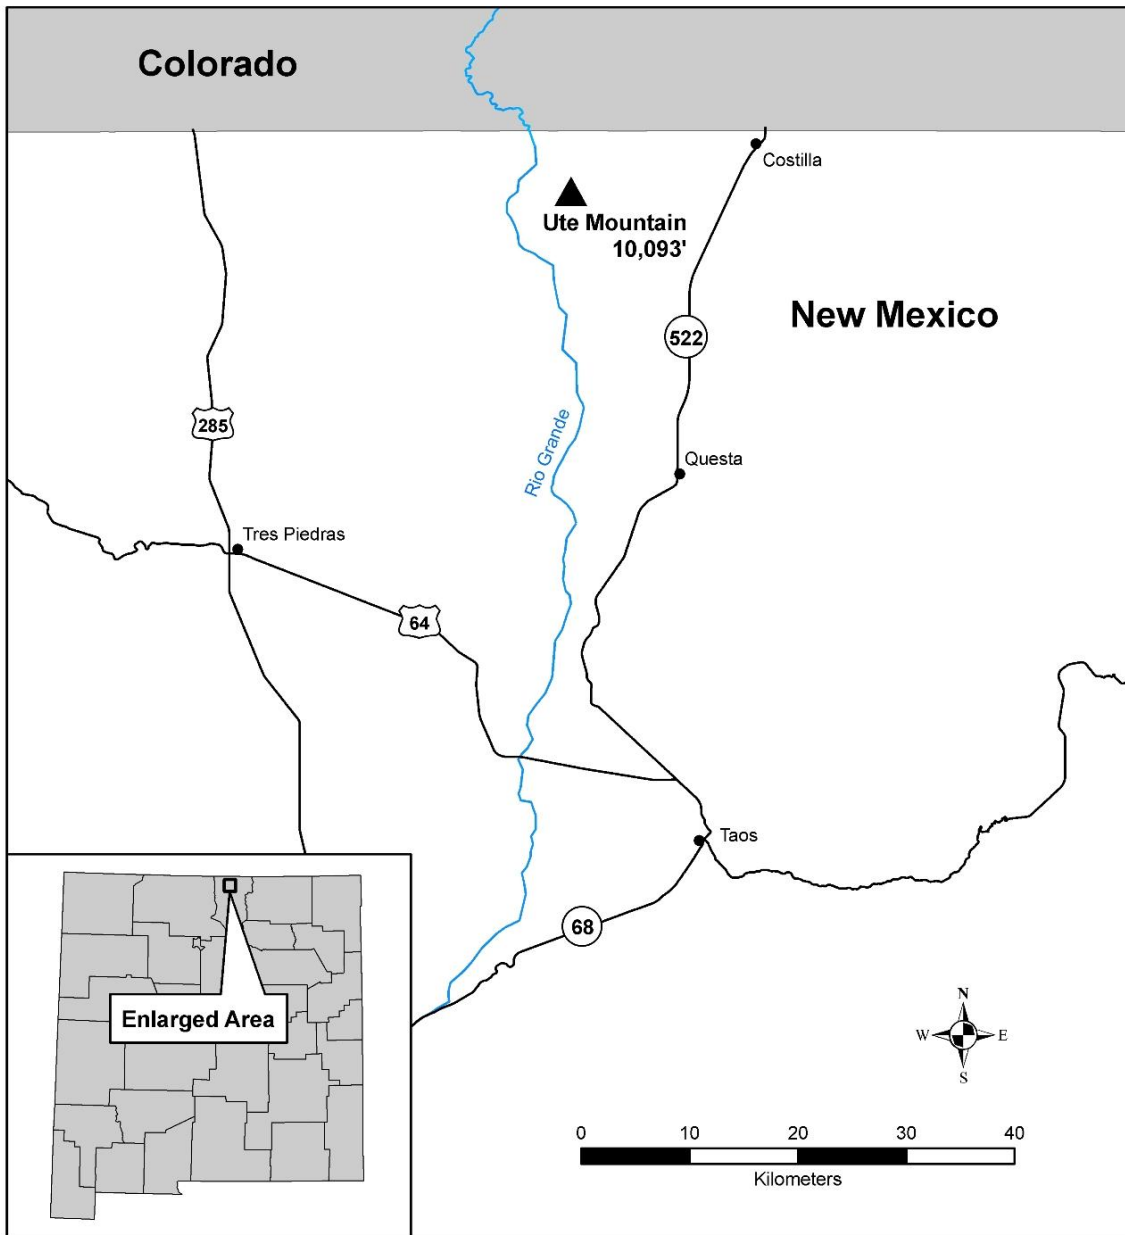 Colorado
Costilla
Ute Mountain
10,093'
New Mexico
522
285
Rio Grande
Questa
Tres Piedras
64
Taos
68
Enlarged Area
N
W
E
S
0 10 20 30 40
Kilometers